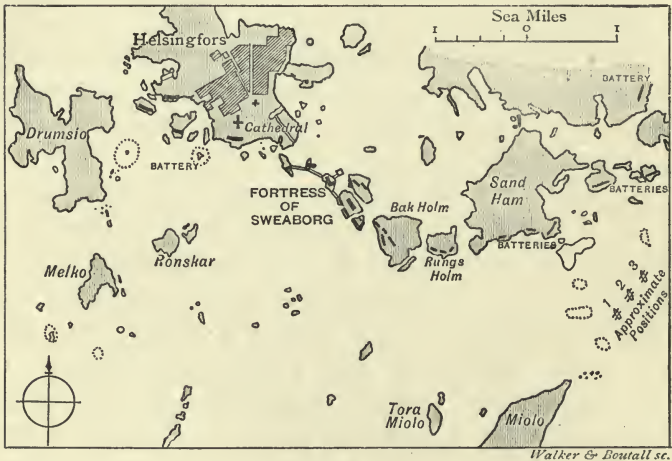 Sea Miles
1 0 1
Helsingfors
BATTERY
Drumsio
Cathedral
BATTERY
FORTRESS
OF
SWEABORG
Sand
Ham
BATTERIES
Bak Holm
BATTERIES
Rungs
Holm
Ronskar
Melko
1 2 3
Approximate
Positions
Tora
Miolo
Miolo
Walker & Boutall sc.